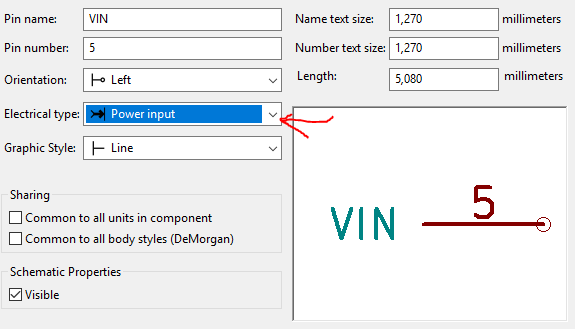 Pin name: VIN
Name text size: 1,270 millimeters
Pin number: 5
Number text size: 1,270 millimeters
Orientation: Left
Length: 5,080 millimeters
Electrical type: Power input
Graphic Style: Line
Sharing
Common to all units in component
Common to all body styles (DeMorgan)
Schematic Properties
Visible
VIN 5